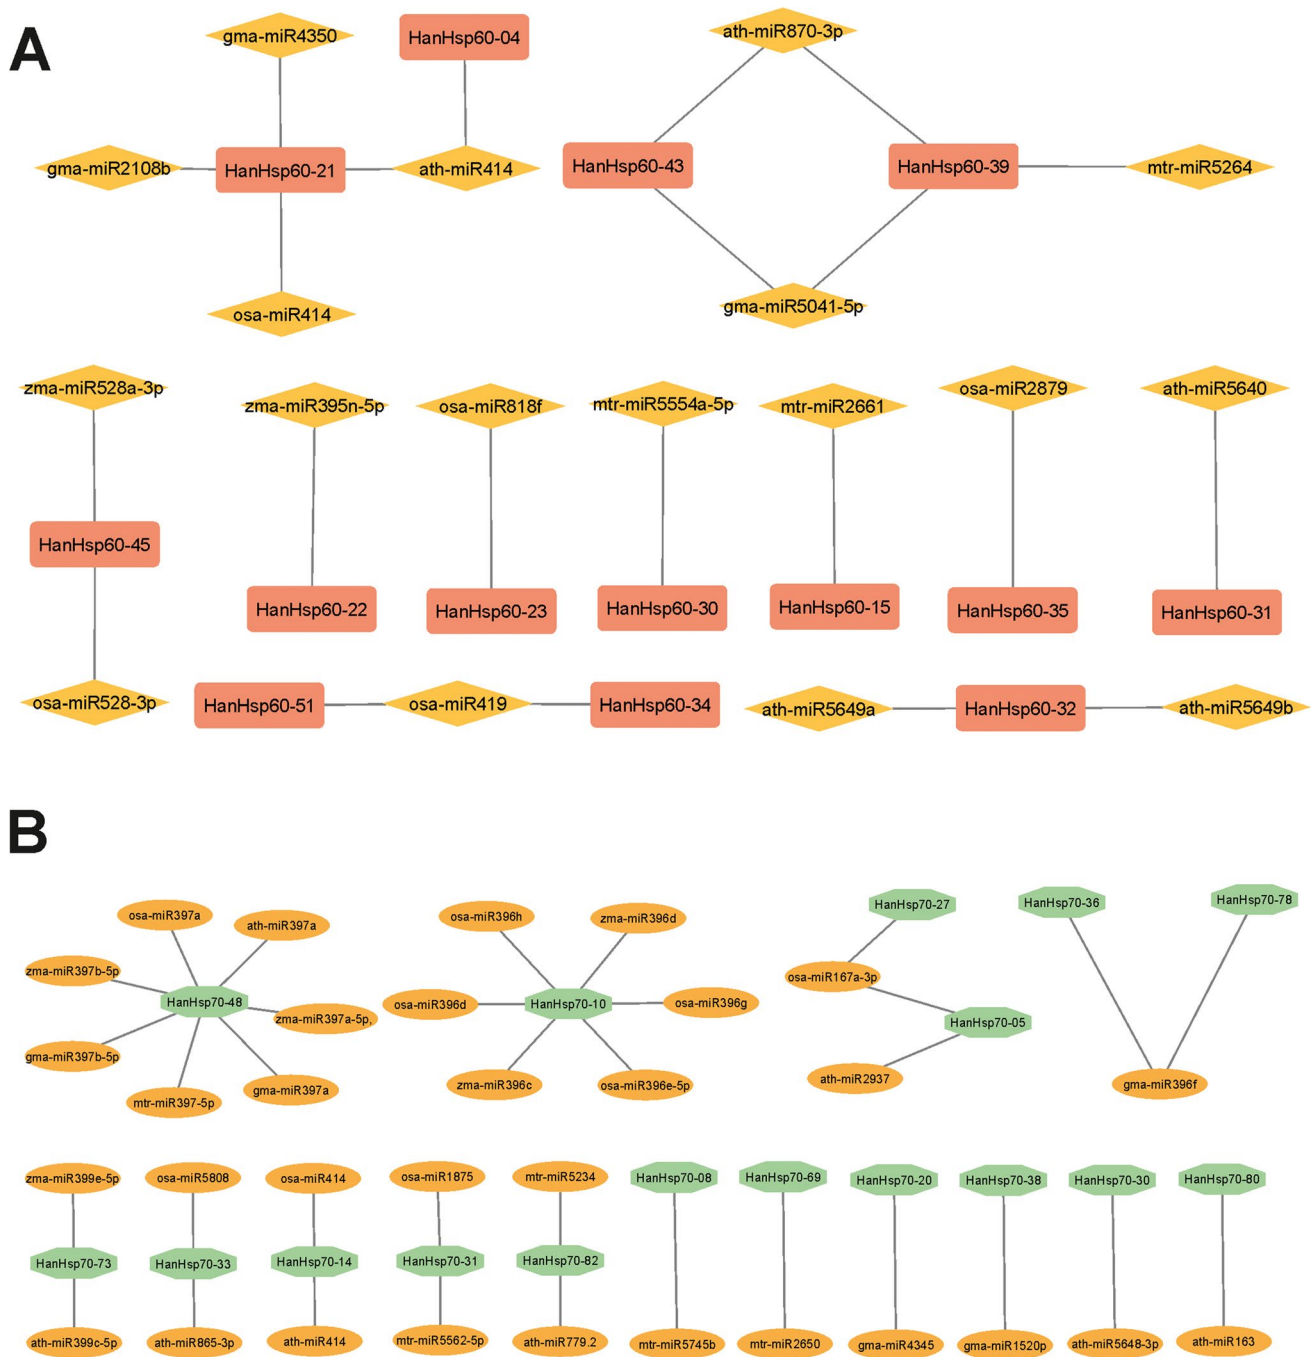 A
gma-miR4350
HanHsp60-04
ath-miR870-3p
gma-miR2108b
HanHsp60-21
ath-miR414
HanHsp60-43
HanHsp60-39
mtr-miR5264
osa-miR414
gma-miR5041-5p
zma-miR528a-3p
zma-miR395n-5p
osa-miR818f
mtr-miR5554a-5p
mtr-miR2661
osa-miR2879
ath-miR5640
HanHsp60-45
HanHsp60-22
HanHsp60-23
HanHsp60-30
HanHsp60-15
HanHsp60-35
HanHsp60-31
osa-miR528-3p
HanHsp60-51
osa-miR419
HanHsp60-34
ath-miR5649a
HanHsp60-32
ath-miR5649b
B
osa-miR397a
ath-miR397a
zma-miR397b-5p
HanHsp70-48
zma-miR397a-5p,
gma-miR397b-5p
mtr-miR397-5p
gma-miR397a
osa-miR396h
zma-miR396d
osa-miR396d
HanHsp70-10
osa-miR396g
zma-miR396c
osa-miR396e-5p
HanHsp70-27
osa-miR167a-3p
HanHsp70-05
ath-miR2937
HanHsp70-36
HanHsp70-78
gma-miR396f
zma-miR399e-5p
osa-miR5808
osa-miR414
osa-miR1875
mtr-miR5234
HanHsp70-08
HanHsp70-69
HanHsp70-20
HanHsp70-38
HanHsp70-30
HanHsp70-80
HanHsp70-73
HanHsp70-33
HanHsp70-14
HanHsp70-31
HanHsp70-82
ath-miR399c-5p
ath-miR865-3p
ath-miR414
mtr-miR5562-5p
ath-miR779.2
mtr-miR5745b
mtr-miR2650
gma-miR4345
gma-miR1520p
ath-miR5648-3p
ath-miR163